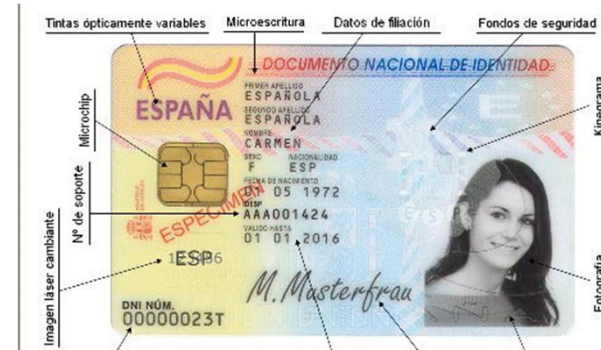 Tintas ópticamente variables
Microescritura
Datos de filiación
Fondos de seguridad
DOCUMENTO NACIONAL DE IDENTIDAD
ESPAÑA
PRIMER APELLIDO
ESPAÑOLA
SEGUNDO APELLIDO
ESPAÑOLA
NOMBRE
CARMEN
SEXO NACIONALIDAD
F ESP
FECHA DE NACIMIENTO
01 05 1972
IDESP
AAA001424
VALIDO HASTA
01 01 2016
ESPECIMEN
ESP
M. Musterfrau
DNI NÚM.
00000023T
Microchip
Nº de soporte
Imagen láser cambiante
Kinegrama
Fotografía